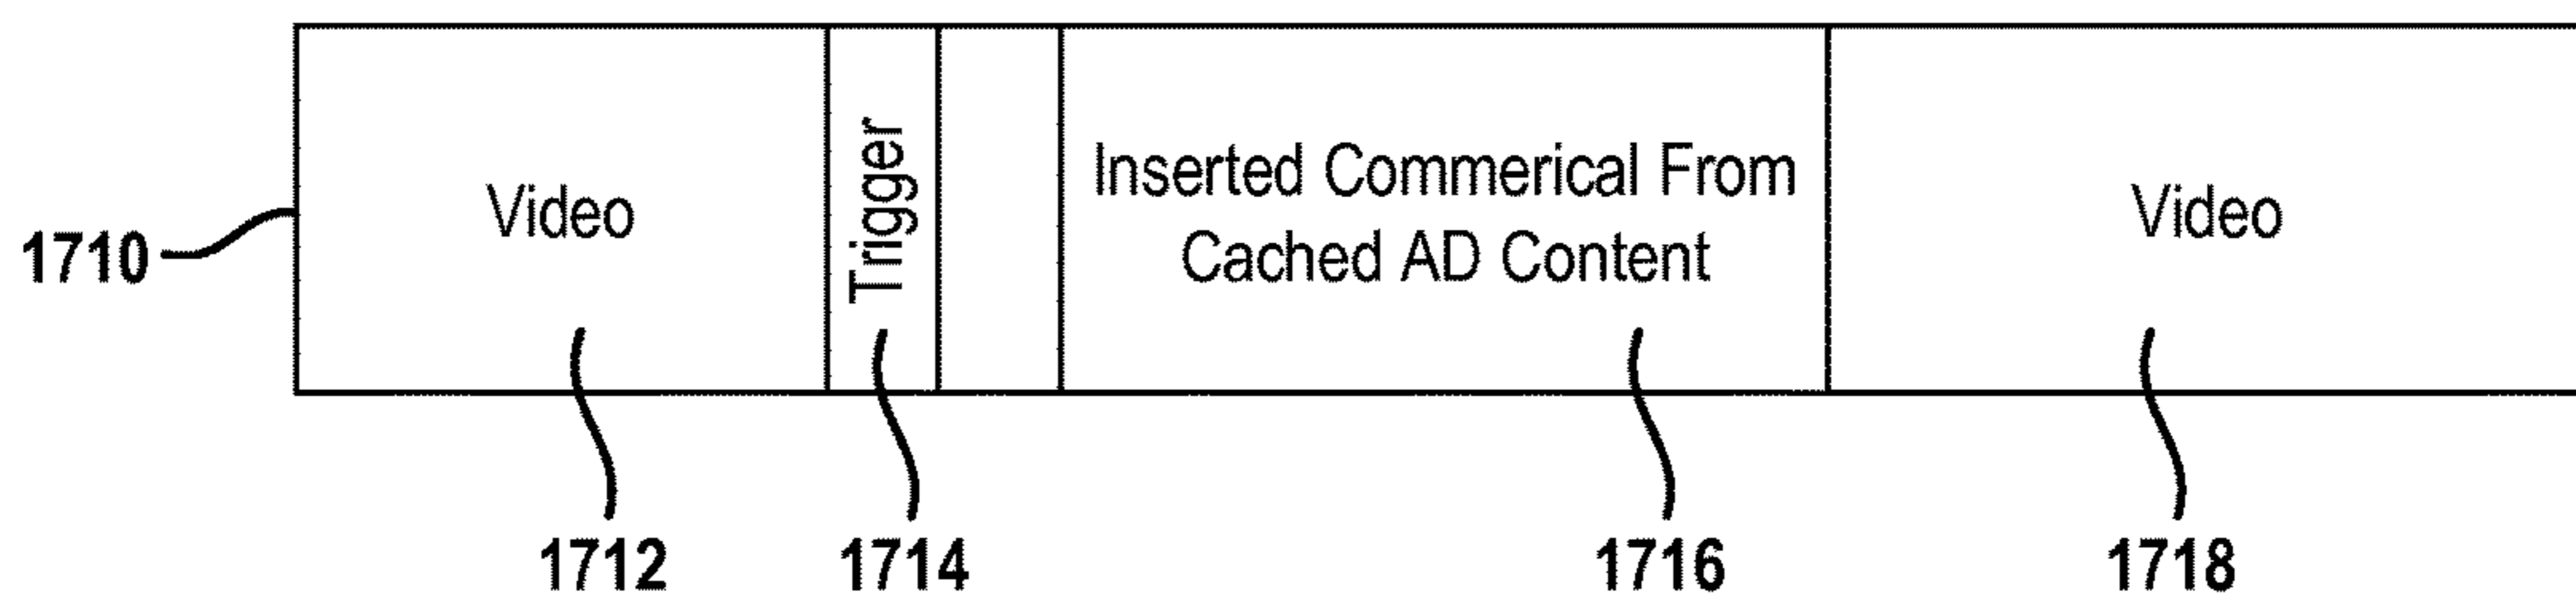 Video
Trigger
Inserted Commerical From
Cached AD Content
Video
1710
1712
1714
1716
1718